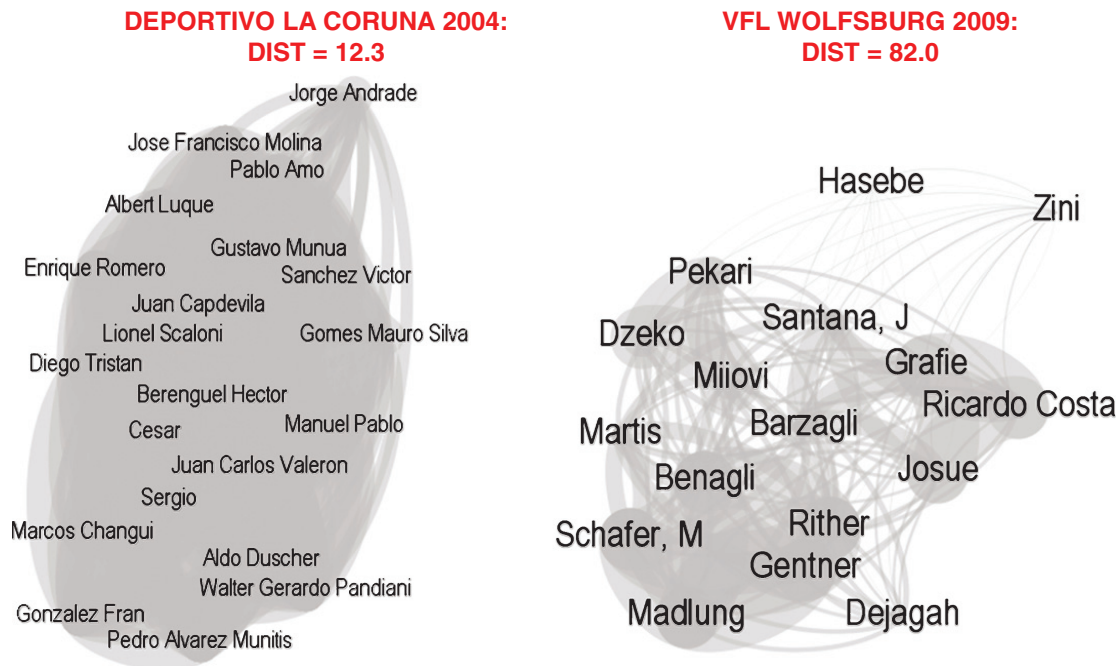 DEPORTIVO LA CORUNA 2004:
DIST = 12.3
Jorge Andrade
Jose Francisco Molina
Pablo Amo
Albert Luque
Gustavo Munua
Enrique Romero
Sanchez Victor
Juan Capdevila
Lionel Scaloni
Gomes Mauro Silva
Diego Tristan
Berenguel Hector
Cesar
Manuel Pablo
Juan Carlos Valeron
Sergio
Marcos Changui
Aldo Duscher
Walter Gerardo Pandiani
Gonzalez Fran
Pedro Alvarez Munitis
VFL WOLFSBURG 2009:
DIST = 82.0
Hasebe
Zini
Pekari
Santana, J
Dzeko
Grafie
Miiovi
Ricardo Costa
Barzagli
Martis
Josue
Benagli
Rither
Schafer, M
Gentner
Madlung
Dejagah